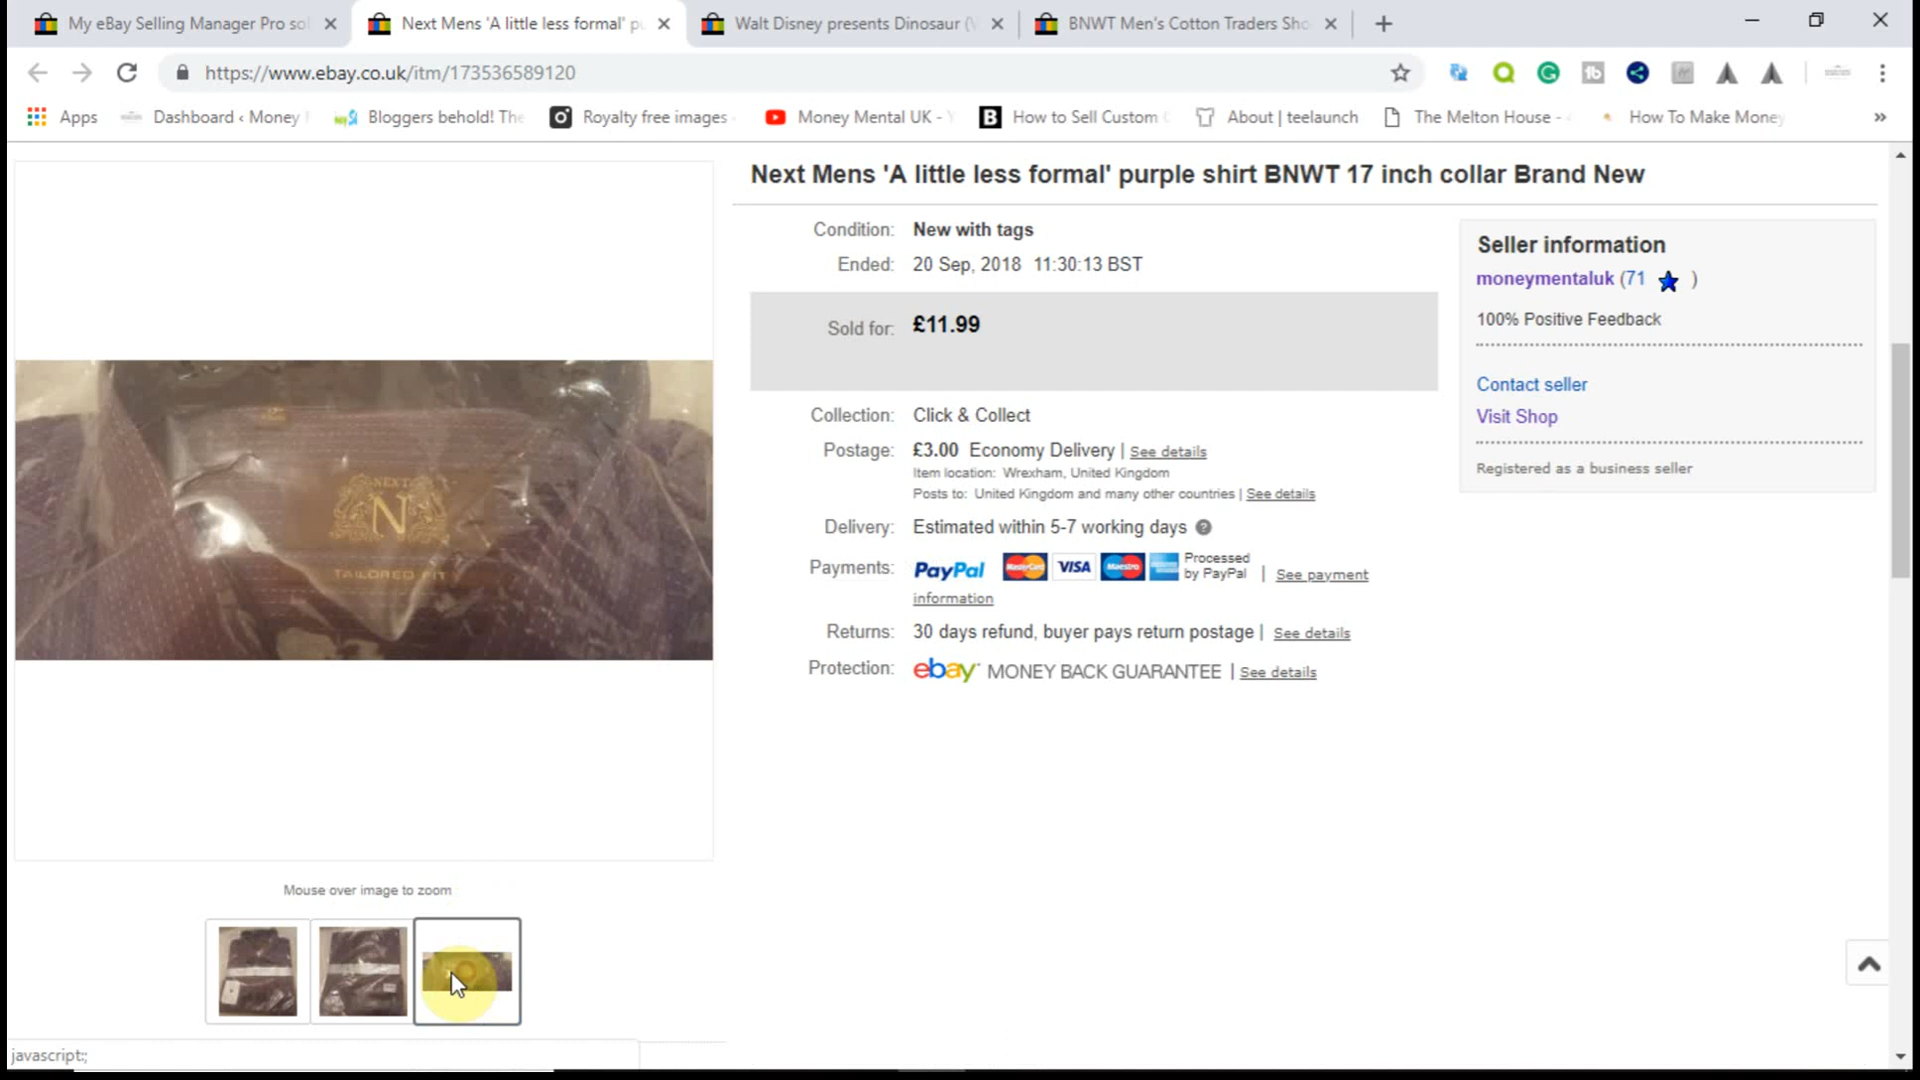 My eBay Selling Manager Pro sol
Next Mens 'A little less formal' pu
Walt Disney presents Dinosaur (V
BNWT Men's Cotton Traders Sho
https://www.ebay.co.uk/itm/173536589120
Apps
Dashboard ‹ Money
Bloggers behold! The
Royalty free images
Money Mental UK - Y
How to Sell Custom
About | teelaunch
The Melton House -
How To Make Money
Next Mens 'A little less formal' purple shirt BNWT 17 inch collar Brand New
Condition: New with tags
Ended: 20 Sep, 2018 11:30:13 BST
Sold for: £11.99
Collection: Click & Collect
Postage: £3.00 Economy Delivery | See details
Item location: Wrexham, United Kingdom
Posts to: United Kingdom and many other countries | See details
Delivery: Estimated within 5-7 working days
Payments: PayPal MasterCard VISA Maestro Processed by PayPal | See payment information
Returns: 30 days refund, buyer pays return postage | See details
Protection: ebay MONEY BACK GUARANTEE | See details
Seller information
moneymentaluk (71 ★ )
100% Positive Feedback
Contact seller
Visit Shop
Registered as a business seller
NEXT
N
TAILORED FIT
Mouse over image to zoom
javascript:;